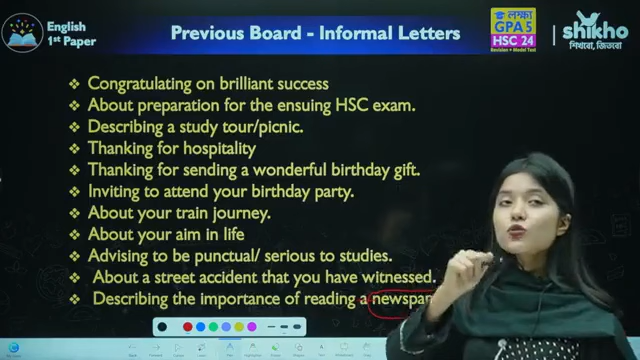 English
1st Paper
Previous Board - Informal Letters
লক্ষ্য
GPA 5
HSC 24
Revision + Model Test
shikho
শিখবো, জিতবো
Congratulating on brilliant success
About preparation for the ensuing HSC exam.
Describing a study tour/picnic.
Thanking for hospitality
Thanking for sending a wonderful birthday gift.
Inviting to attend your birthday party.
About your train journey.
About your aim in life
Advising to be punctual/ serious to studies.
About a street accident that you have witnessed.
Describing the importance of reading a newspap